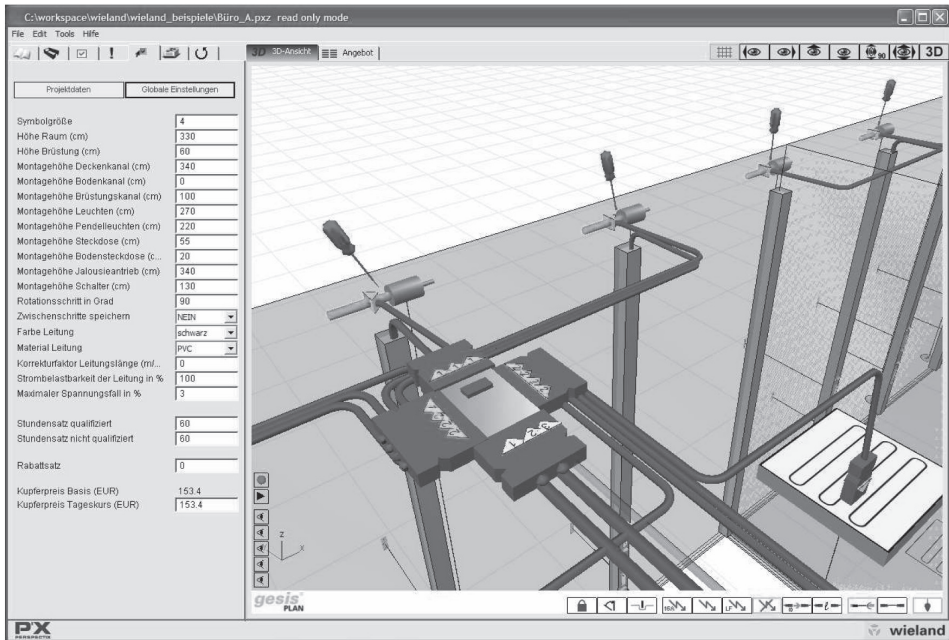 C:\workspace\wieland\wieland_beispiele\Büro_A.pxz read only mode
File Edit Tools Hilfe
3D 3D-Ansicht Angebot
90 3D
Projektdaten Globale Einstellungen
Symbolgröße 4
Höhe Raum (cm) 330
Höhe Brüstung (cm) 60
Montagehöhe Deckenkanal (cm) 340
Montagehöhe Bodenkanal (cm) 0
Montagehöhe Brüstungskanal (cm) 100
Montagehöhe Leuchten (cm) 270
Montagehöhe Pendelleuchten (cm) 220
Montagehöhe Steckdose (cm) 55
Montagehöhe Bodensteckdose (c... 20
Montagehöhe Jalousieantrieb (cm) 340
Montagehöhe Schalter (cm) 130
Rotationsschritt in Grad 90
Zwischenschritte speichern NEIN
Farbe Leitung schwarz
Material Leitung PVC
Korrekturfaktor Leitungslänge (m/... 0
Strombelastbarkeit der Leitung in % 100
Maximaler Spannungsfall in % 3
Stundensatz qualifiziert 60
Stundensatz nicht qualifiziert 60
Rabattsatz 0
Kupferpreis Basis (EUR) 153.4
Kupferpreis Tageskurs (EUR) 153.4
z
x
gesis
PLAN
16A LF
PX
PERSPECTIX
wieland